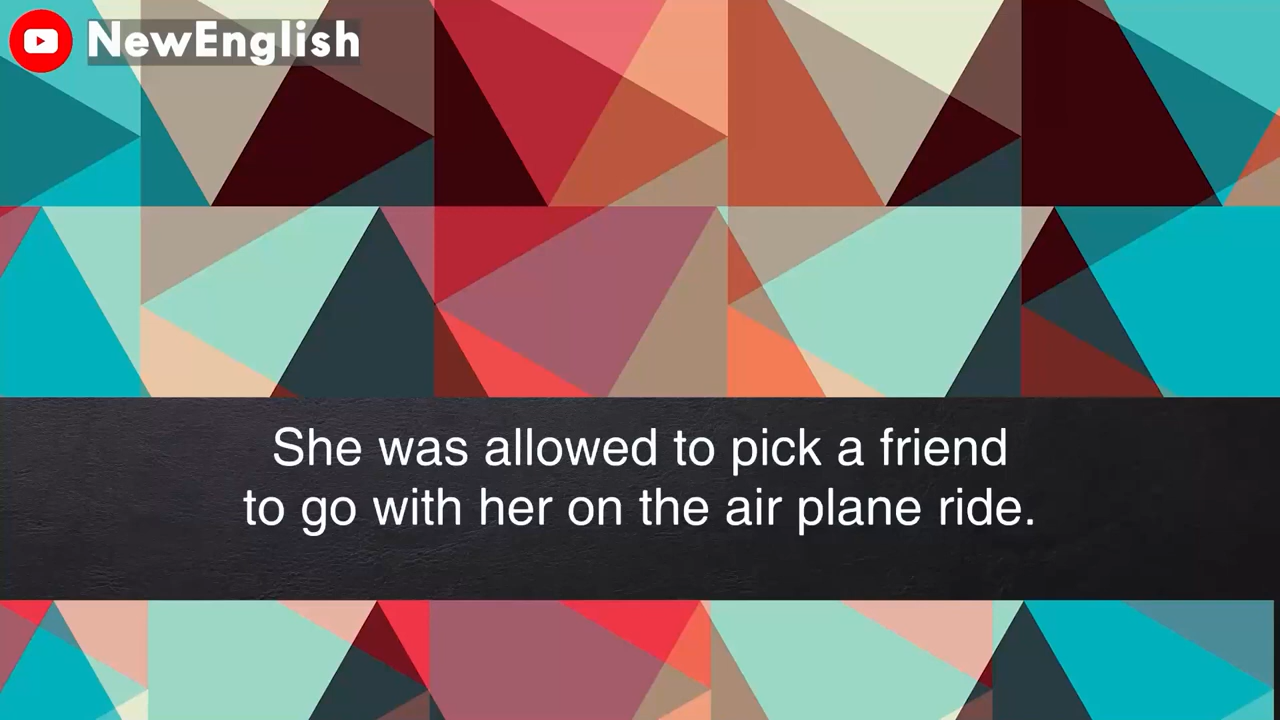 NewEnglish
She was allowed to pick a friend
to go with her on the air plane ride.